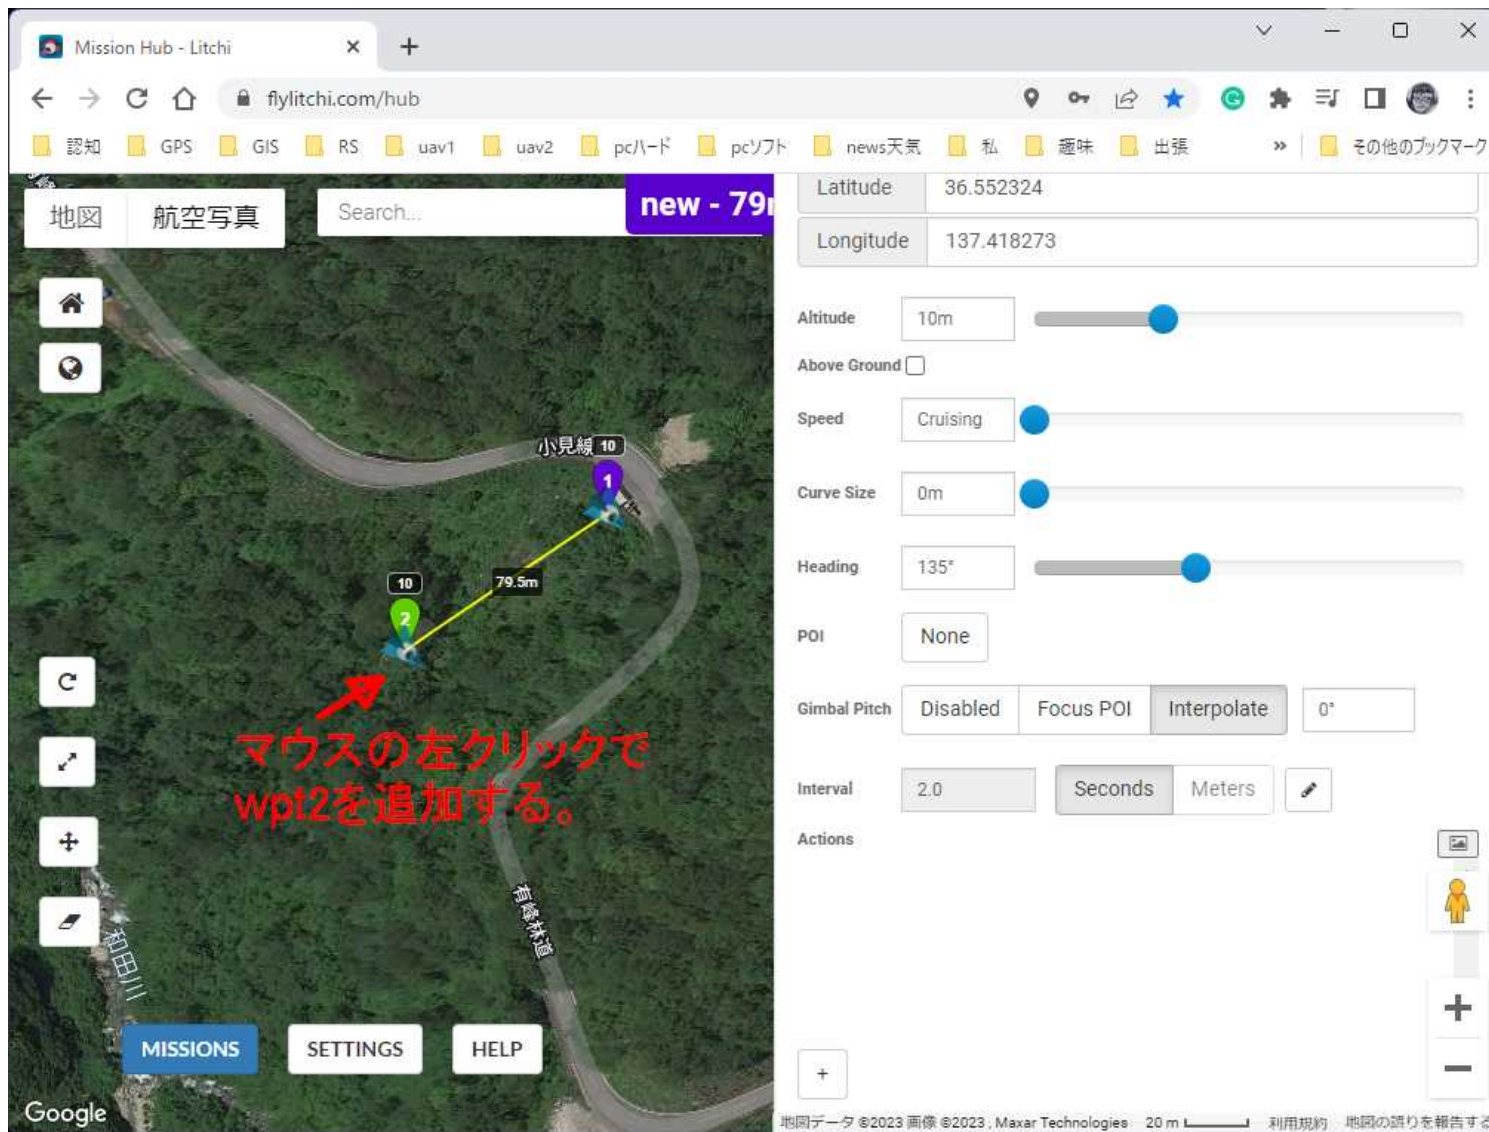 Mission Hub - Litchi
flylitchi.com/hub
認知 GPS GIS RS uav1 uav2 pcハード pcソフト news天気 私 趣味 出張 » その他のブックマーク
地図 航空写真
Search...
new - 79
Latitude 36.552324
Longitude 137.418273
Altitude 10m
Above Ground
Speed Cruising
Curve Size 0m
Heading 135°
POI None
Gimbal Pitch Disabled Focus POI Interpolate 0°
Interval 2.0 Seconds Meters
Actions
小見線 10
1
79.5m
10
2
マウスの左クリックで
wpt2を追加する。
有峰林道
和田川
MISSIONS SETTINGS HELP
+
Google
地図データ ©2023 画像 ©2023 , Maxar Technologies 20 m 利用規約 地図の誤りを報告する